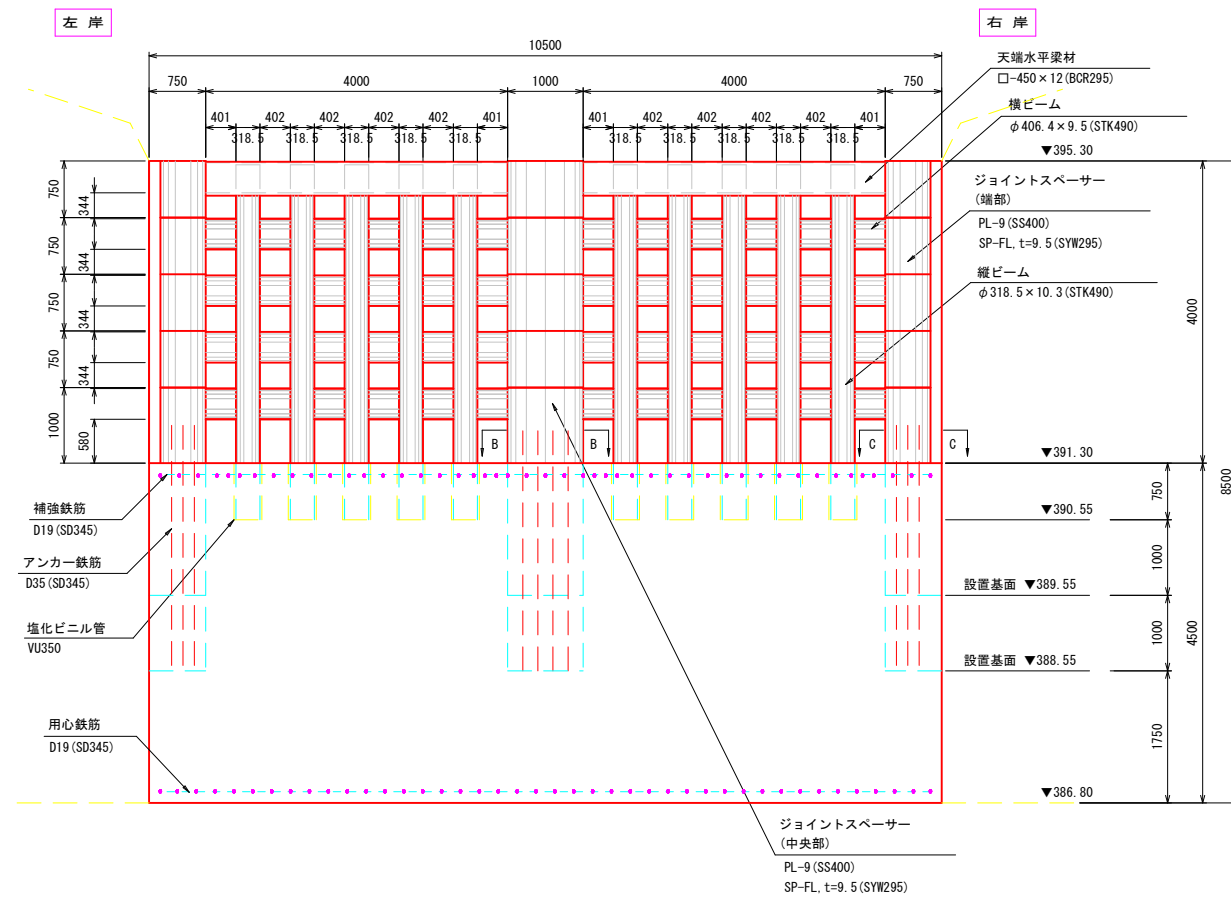 左 岸
右 岸
10500
750 4000 1000 4000 750
401 402 402 402 402 401 401 402 402 402 402 401
318.5 318.5 318.5 318.5 318.5 318.5 318.5 318.5 318.5 318.5
天端水平梁材
□-450×12(BCR295)
横ビーム
φ406.4×9.5(STK490)
▼395.30
ジョイントスペーサー
(端部)
PL-9(SS400)
SP-FL,t=9.5(SYW295)
縦ビーム
φ318.5×10.3(STK490)
750
344
750
344
750
344
750
344
1000
580
4000
8500
B B C C
▼391.30
750
▼390.55
1000
設置基面 ▼389.55
1000
4500
設置基面 ▼388.55
1750
▼386.80
補強鉄筋
D19(SD345)
アンカー鉄筋
D35(SD345)
塩化ビニル管
VU350
用心鉄筋
D19(SD345)
ジョイントスペーサー
(中央部)
PL-9(SS400)
SP-FL,t=9.5(SYW295)